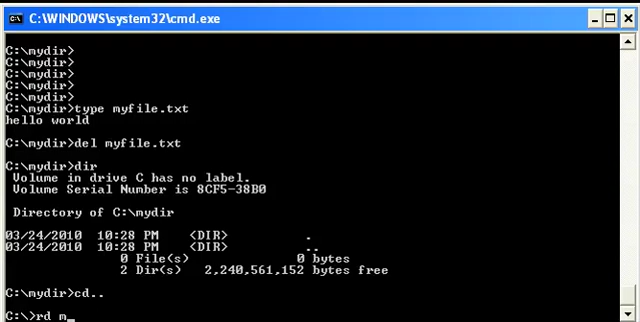 C:\WINDOWS\system32\cmd.exe
C:\mydir>
C:\mydir>
C:\mydir>
C:\mydir>
C:\mydir>
C:\mydir>type myfile.txt
hello world
C:\mydir>del myfile.txt
C:\mydir>dir
Volume in drive C has no label.
Volume Serial Number is 8CF5-38B0
Directory of C:\mydir
03/24/2010  10:28 PM    <DIR>          .
03/24/2010  10:28 PM    <DIR>          ..
0 File(s)              0 bytes
2 Dir(s)   2,240,561,152 bytes free
C:\mydir>cd..
C:\>rd m